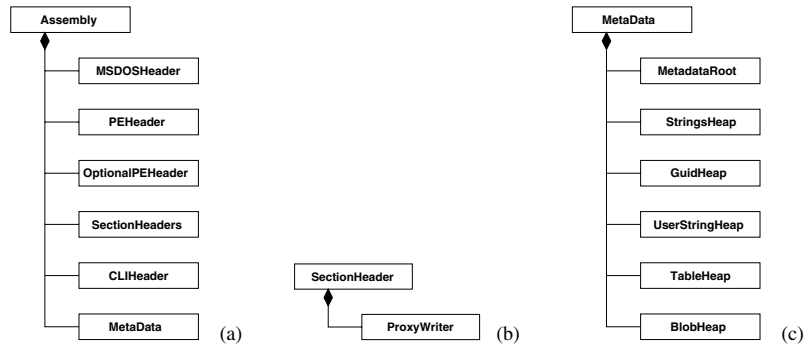 Assembly
MSDOSHeader
PEHeader
OptionalPEHeader
SectionHeaders
CLIHeader
MetaData
(a)
SectionHeader
ProxyWriter
(b)
MetaData
MetadataRoot
StringsHeap
GuidHeap
UserStringHeap
TableHeap
BlobHeap
(c)